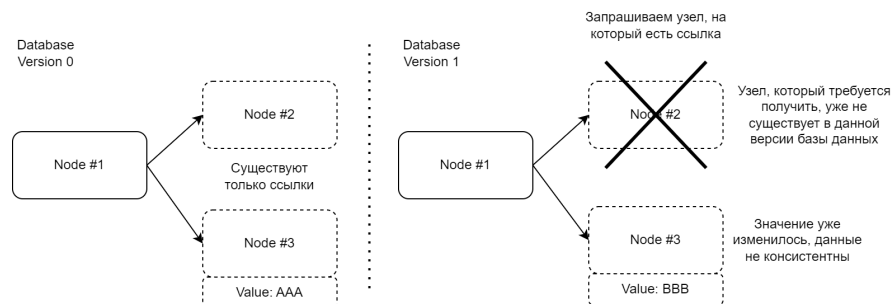 Database
Version 0
Node #1
Node #2
Существуют
только ссылки
Node #3
Value: AAA
Database
Version 1
Запрашиваем узел, на
который есть ссылка
Node #1
Node #2
Узел, который требуется
получить, уже не
существует в данной
версии базы данных
Node #3
Value: BBB
Значение уже
изменилось, данные
не консистентны